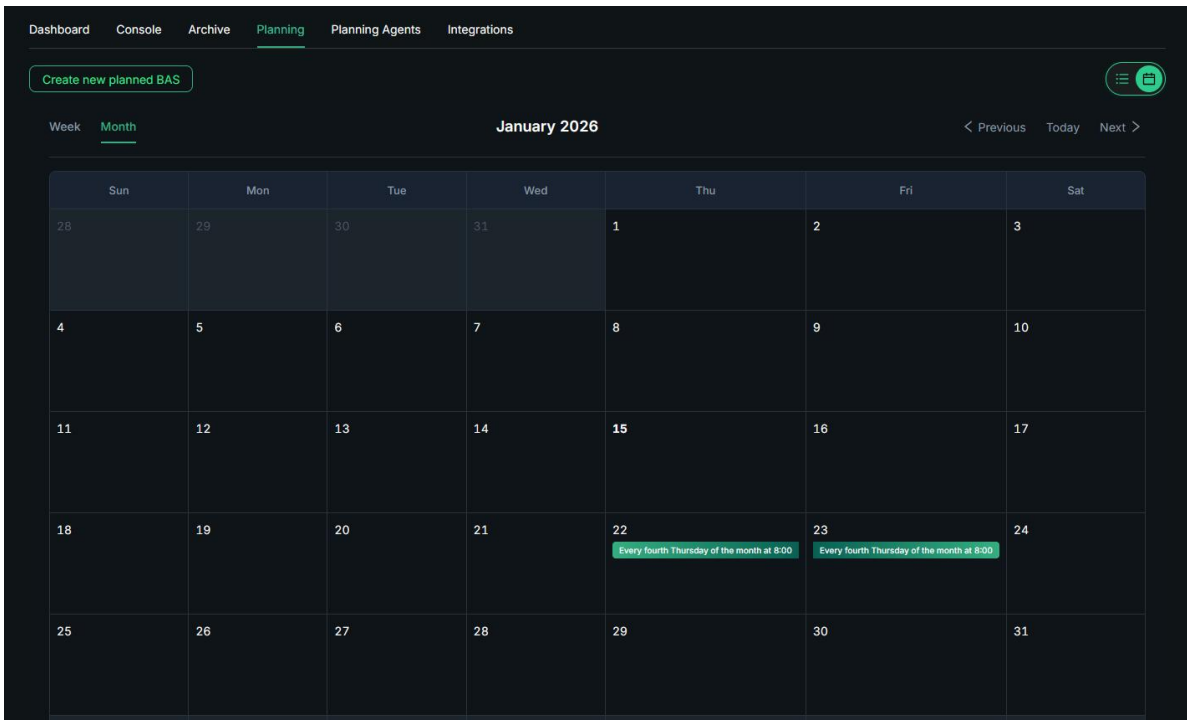 Dashboard Console Archive Planning Planning Agents Integrations
Create new planned BAS
Week Month January 2026 < Previous Today Next >
Sun Mon Tue Wed Thu Fri Sat
28 29 30 31 1 2 3
4 5 6 7 8 9 10
11 12 13 14 15 16 17
18 19 20 21 22 23 24
Every fourth Thursday of the month at 8:00 Every fourth Thursday of the month at 8:00
25 26 27 28 29 30 31